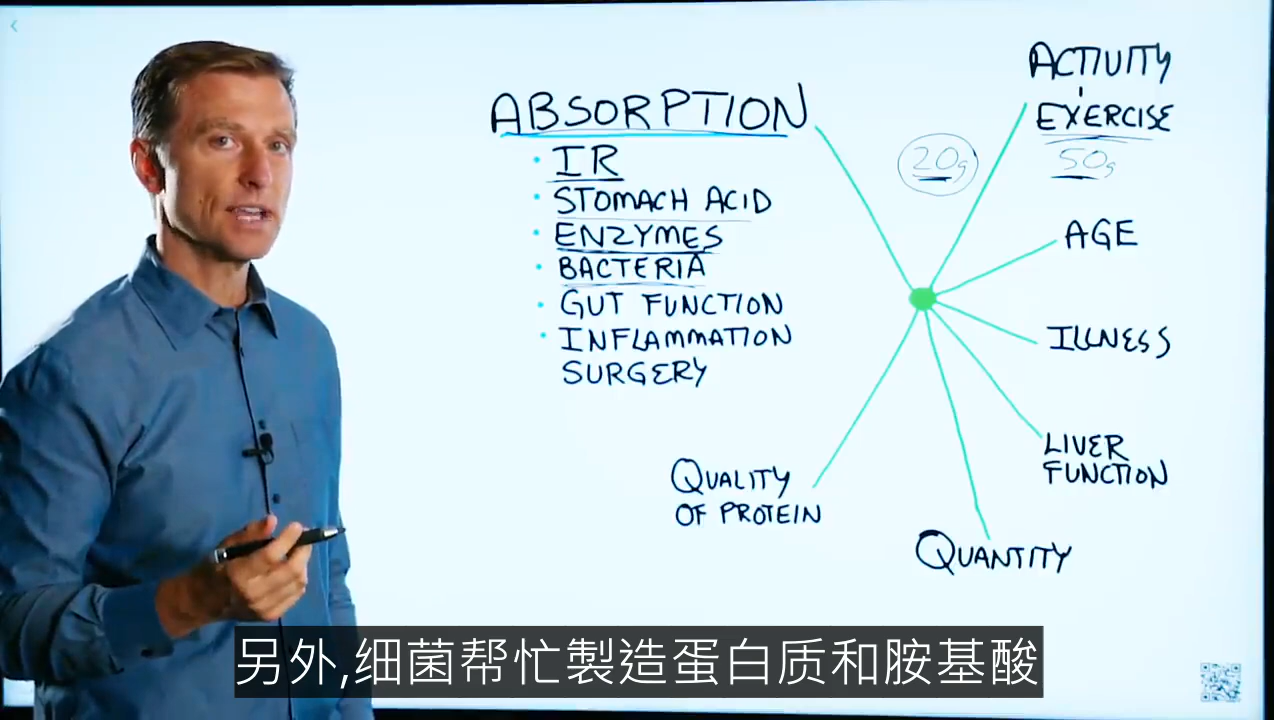 ABSORPTION
· IR
· STOMACH ACID
· ENZYMES
· BACTERIA
· GUT FUNCTION
· INFLAMMATION
SURGERY
ACTIVITY
EXERCISE
20g
50g
AGE
ILLNESS
LIVER
FUNCTION
QUANTITY
QUALITY
OF PROTEIN
另外,细菌帮忙製造蛋白质和胺基酸